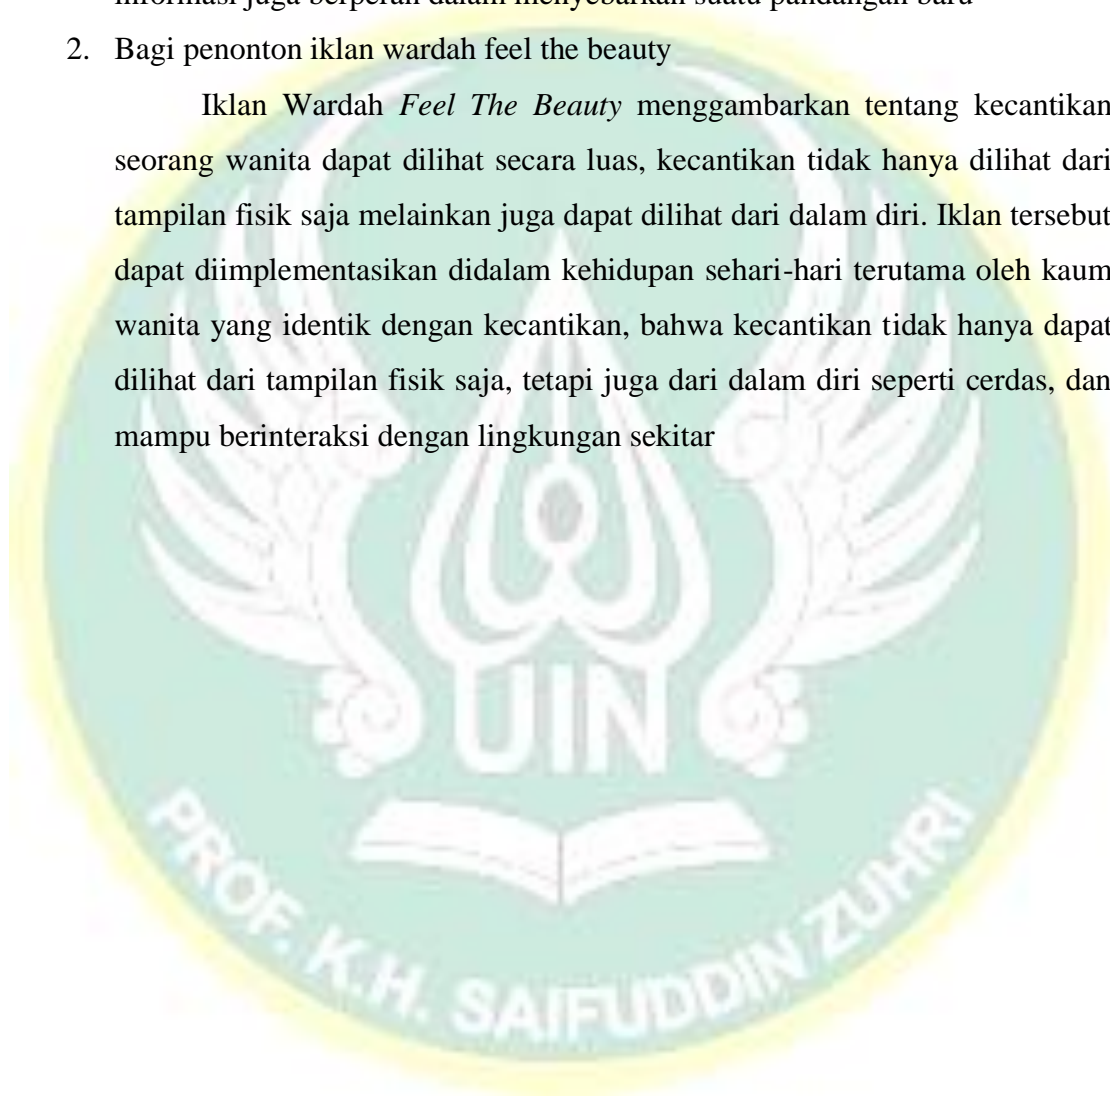 informasi juga berperan dalam menyebarkan suatu pandangan baru
2. Bagi penonton iklan wardah feel the beauty
Iklan Wardah Feel The Beauty menggambarkan tentang kecantikan
seorang wanita dapat dilihat secara luas, kecantikan tidak hanya dilihat dari
tampilan fisik saja melainkan juga dapat dilihat dari dalam diri. Iklan tersebut
dapat diimplementasikan didalam kehidupan sehari-hari terutama oleh kaum
wanita yang identik dengan kecantikan, bahwa kecantikan tidak hanya dapat
dilihat dari tampilan fisik saja, tetapi juga dari dalam diri seperti cerdas, dan
mampu berinteraksi dengan lingkungan sekitar
UIN
PROF. K.H. SAIFUDDIN ZUHRI